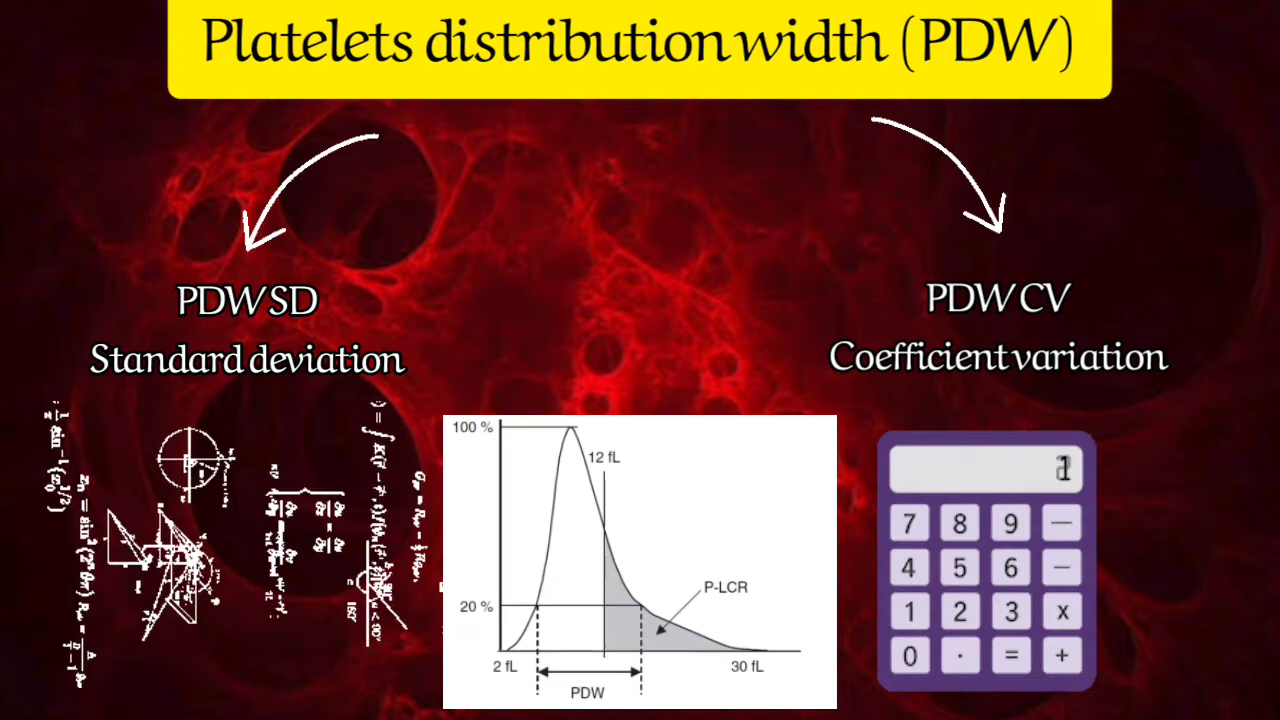 Platelets distribution width (PDW)
PDW SD
Standard deviation
PDW CV
Coefficient variation
100 %
12 fL
P-LCR
20 %
2 fL
30 fL
PDW
7 8 9 —
4 5 6 –
1 2 3 x
0 · = +